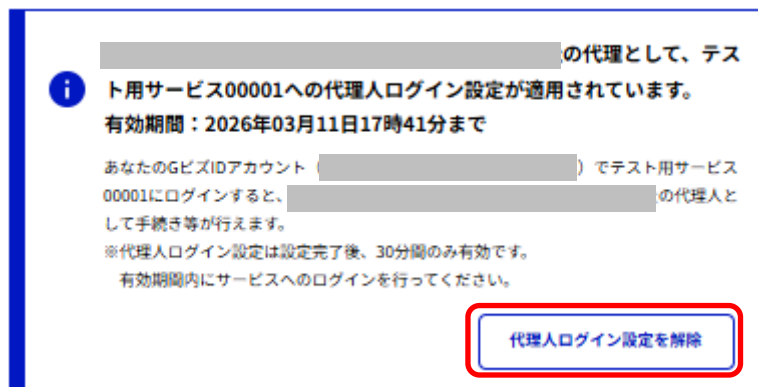 の代理として、テス
ト用サービス00001への代理人ログイン設定が適用されています。
有効期間：2026年03月11日17時41分まで
あなたのGビズIDアカウント（　）でテスト用サービス
00001にログインすると、　の代理人と
して手続き等が行えます。
※代理人ログイン設定は設定完了後、30分間のみ有効です。
有効期間内にサービスへのログインを行ってください。
代理人ログイン設定を解除